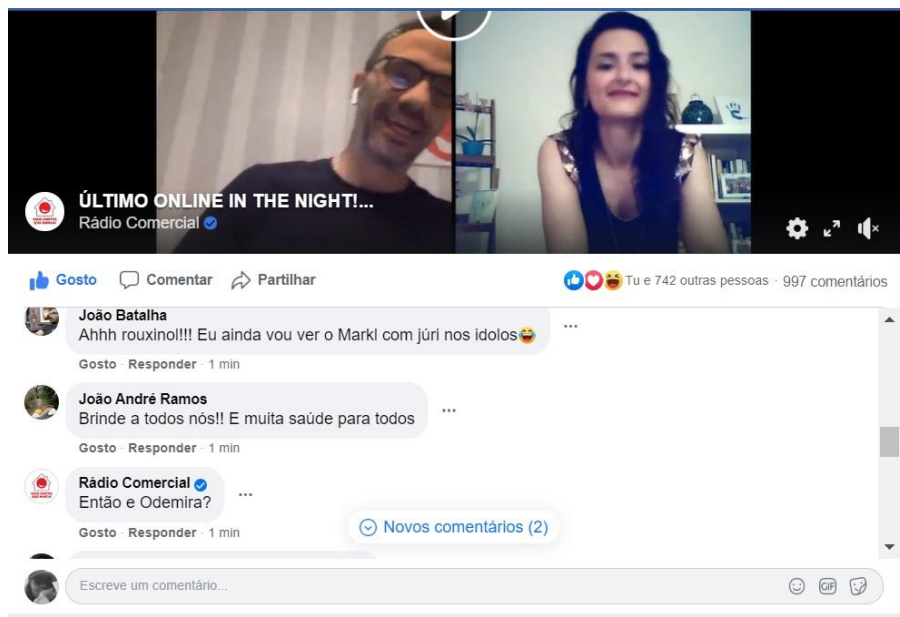 ÚLTIMO ONLINE IN THE NIGHT!...
Rádio Comercial
Gosto Comentar Partilhar Tu e 742 outras pessoas · 997 comentários
João Batalha
Ahhh rouxinol!!! Eu ainda vou ver o Markl com júri nos idolos😂
Gosto · Responder · 1 min
João André Ramos
Brinde a todos nós!! E muita saúde para todos
Gosto · Responder · 1 min
Rádio Comercial
Então e Odemira?
Gosto · Responder · 1 min
Novos comentários (2)
Escreve um comentário...
GIF